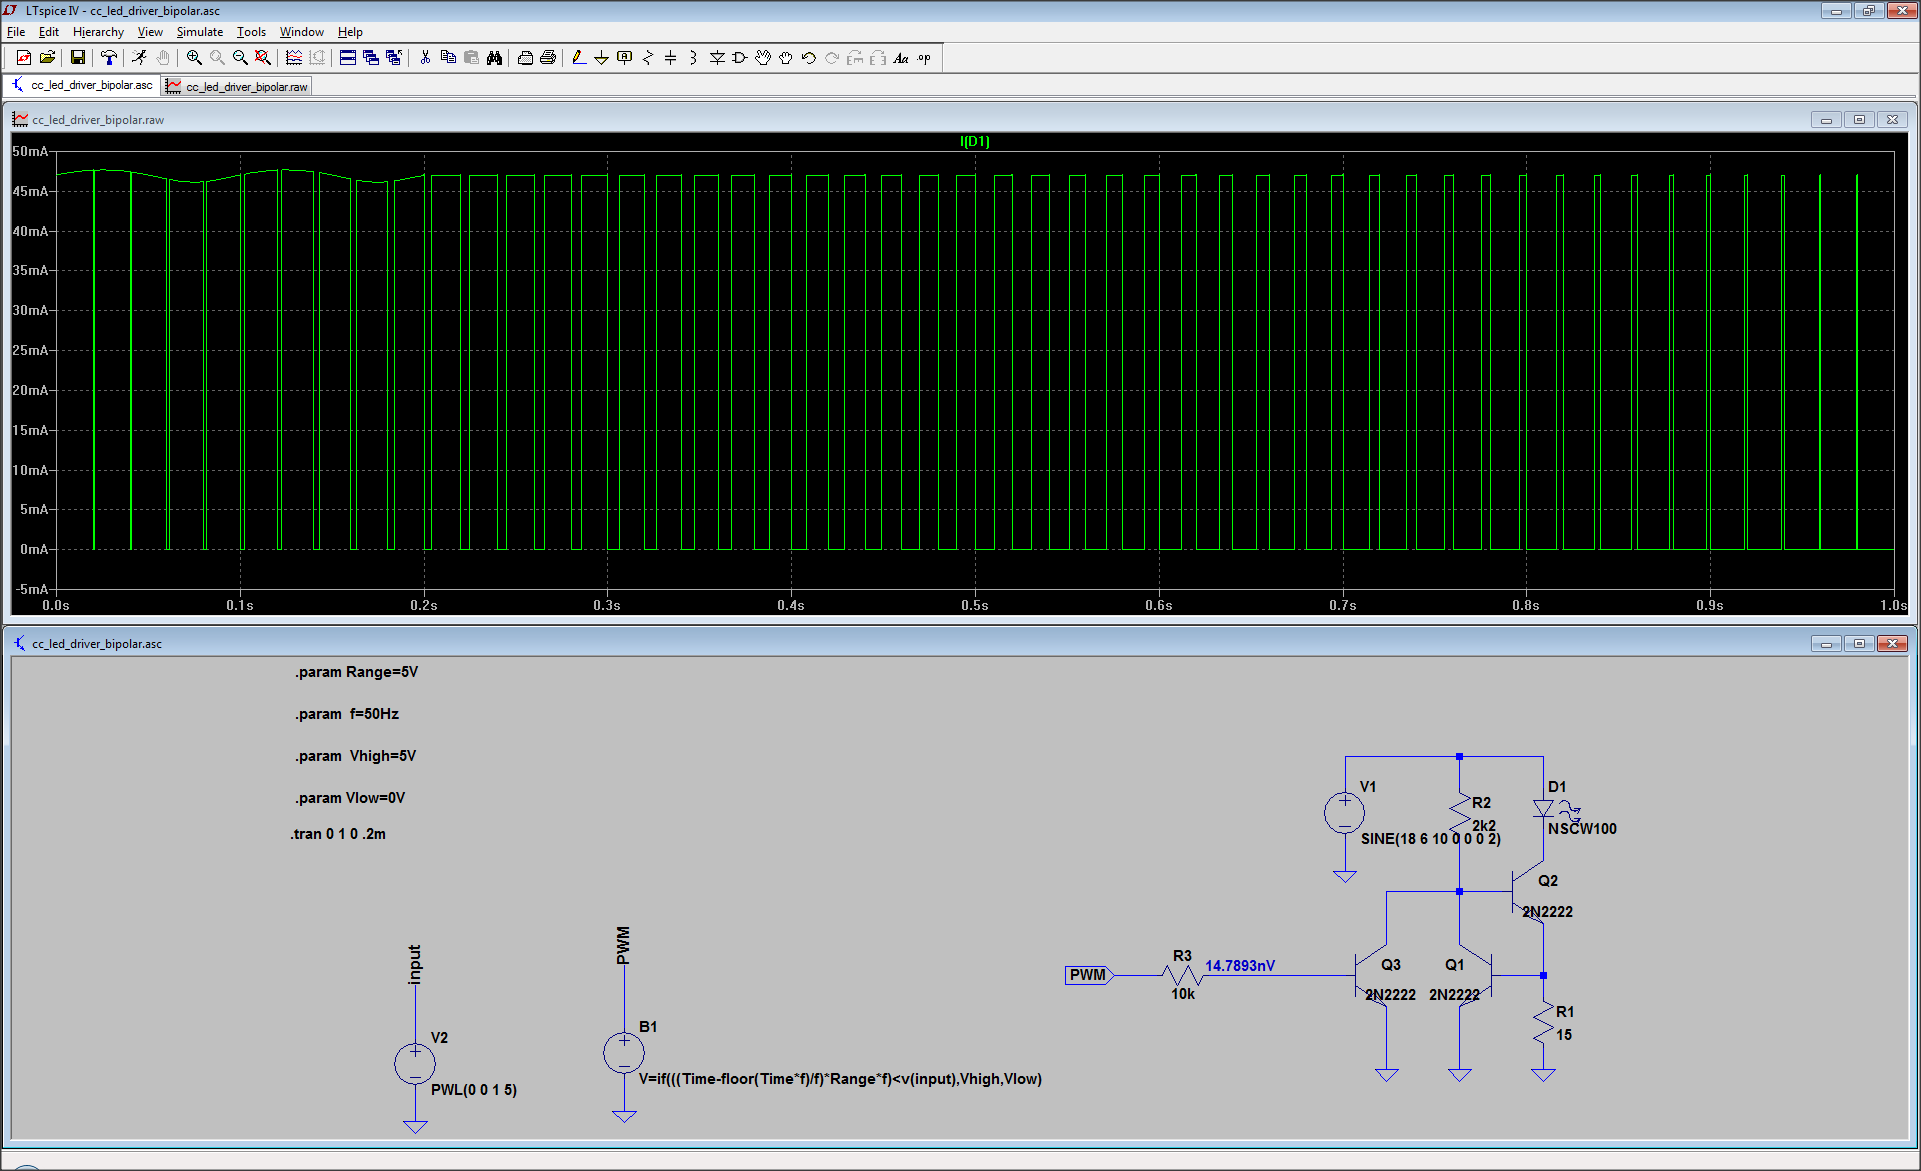 LTspice IV - cc_led_driver_bipolar.asc
File Edit Hierarchy View Simulate Tools Window Help
cc_led_driver_bipolar.asc cc_led_driver_bipolar.raw
cc_led_driver_bipolar.raw
I(D1)
50mA
45mA
40mA
35mA
30mA
25mA
20mA
15mA
10mA
5mA
0mA
-5mA
0.0s 0.1s 0.2s 0.3s 0.4s 0.5s 0.6s 0.7s 0.8s 0.9s 1.0s
cc_led_driver_bipolar.asc
.param Range=5V
.param f=50Hz
.param Vhigh=5V
.param Vlow=0V
.tran 0 1 0 .2m
V1
SINE(18 6 10 0 0 0 2)
R2
2k2
D1
NSCW100
Q2
2N2222
PWM
R3
10k
14.7893nV
Q3
2N2222
Q1
2N2222
R1
15
input
V2
PWL(0 0 1 5)
PWM
B1
V=if(((Time-floor(Time*f)/f)*Range*f)<v(input),Vhigh,Vlow)